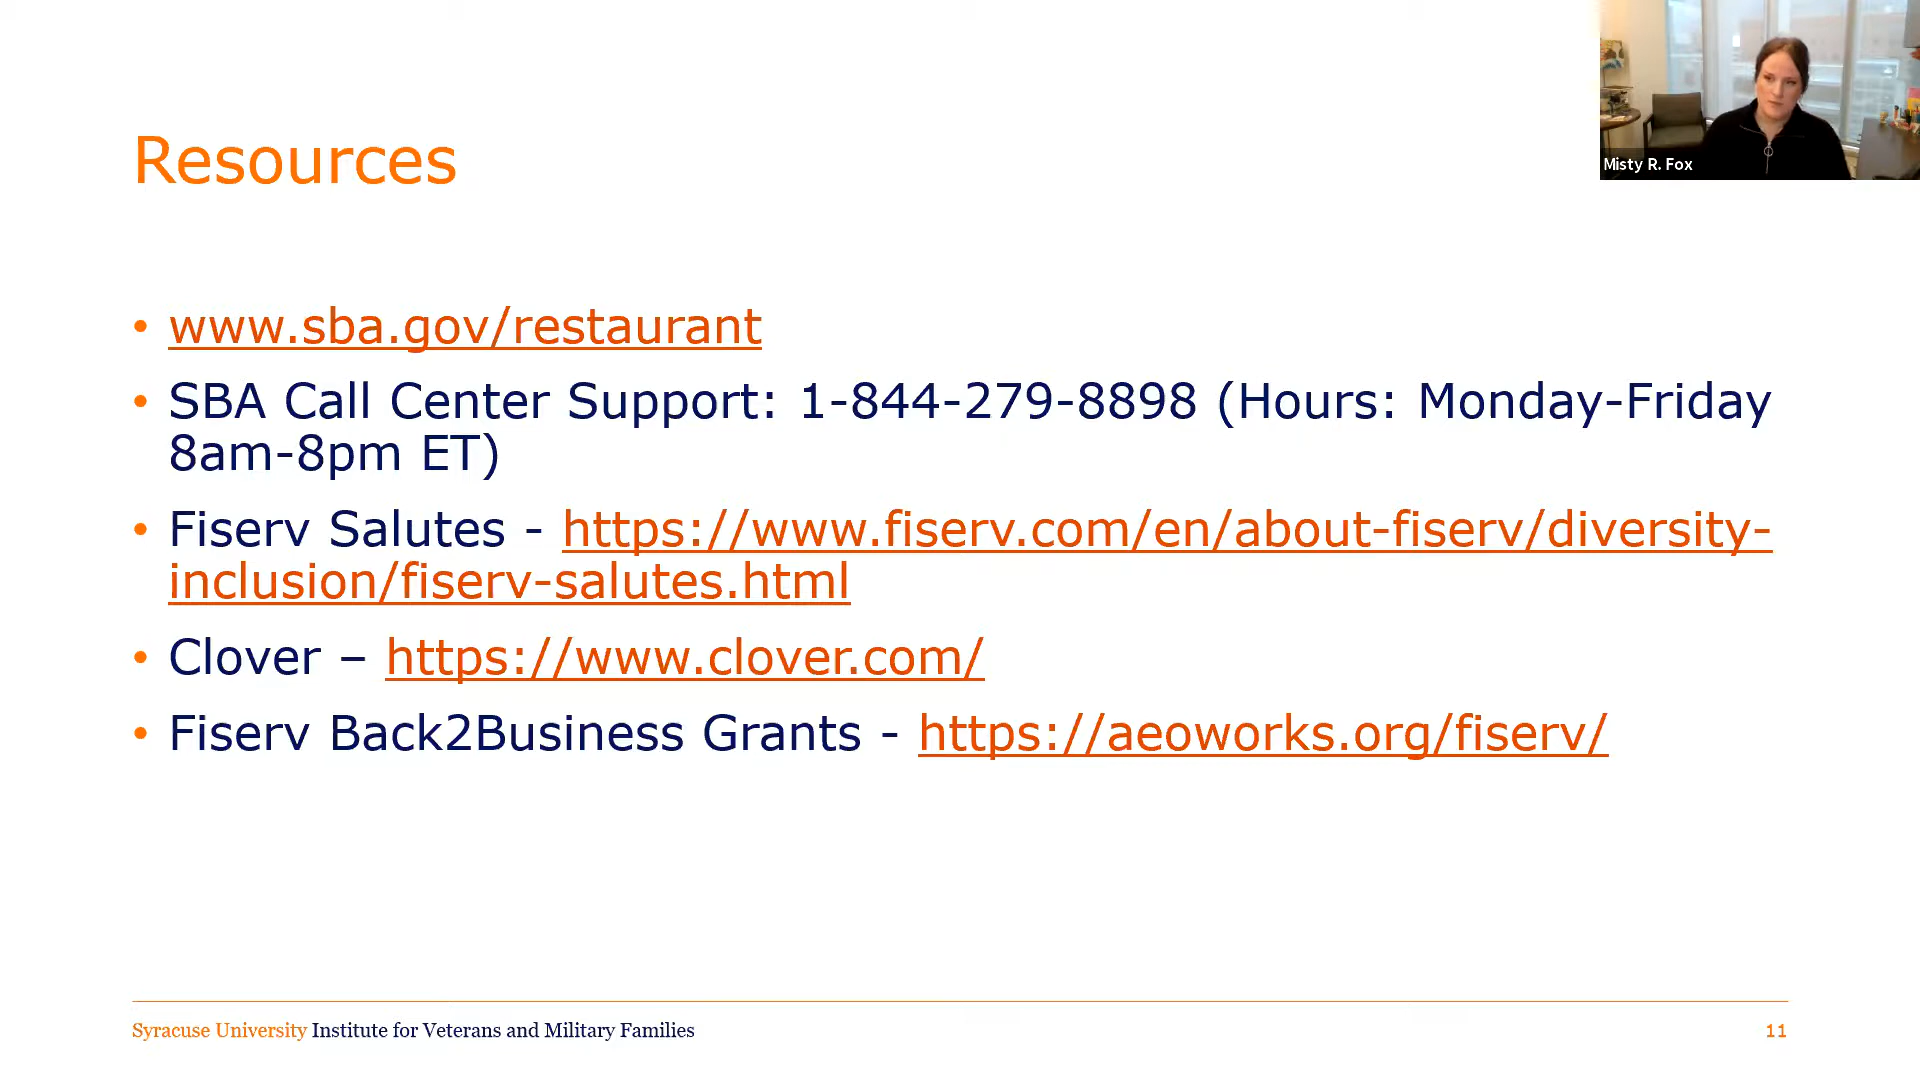 Resources
Misty R. Fox
• www.sba.gov/restaurant
• SBA Call Center Support: 1-844-279-8898 (Hours: Monday-Friday
8am-8pm ET)
• Fiserv Salutes - https://www.fiserv.com/en/about-fiserv/diversity-
inclusion/fiserv-salutes.html
• Clover – https://www.clover.com/
• Fiserv Back2Business Grants - https://aeoworks.org/fiserv/
Syracuse University Institute for Veterans and Military Families
11